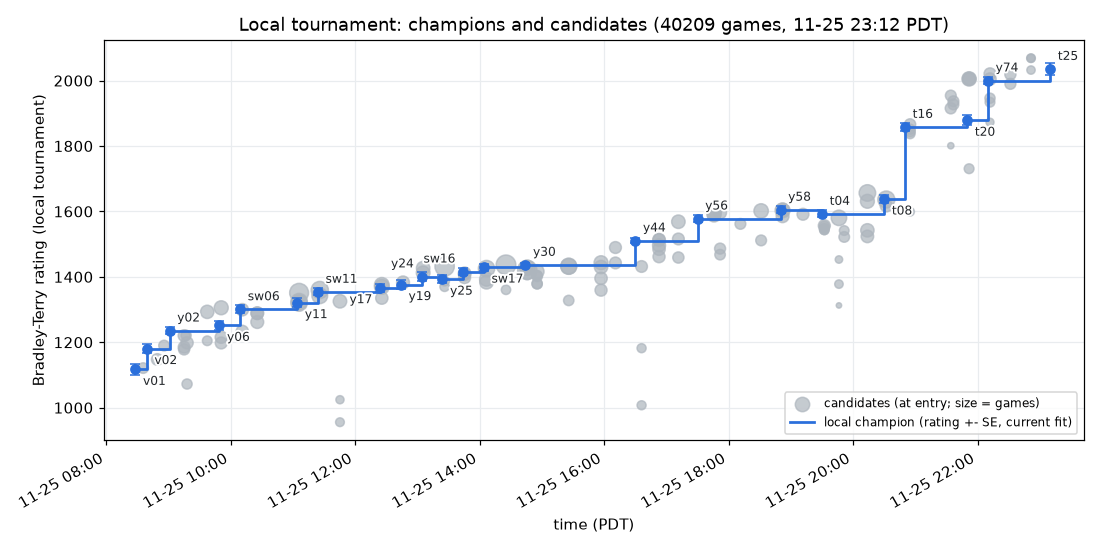 Local tournament: champions and candidates (40209 games, 11-25 23:12 PDT)
Bradley-Terry rating (local tournament)
2000
1800
1600
1400
1200
1000
v01
v02
y02
y06
sw06
y11
sw11
y17
y24
y19
sw16
y25
sw17
y30
y44
y56
y58
t04
t08
t16
t20
y74
t25
candidates (at entry; size = games)
local champion (rating +- SE, current fit)
11-25 08:00
11-25 10:00
11-25 12:00
11-25 14:00
11-25 16:00
11-25 18:00
11-25 20:00
11-25 22:00
time (PDT)